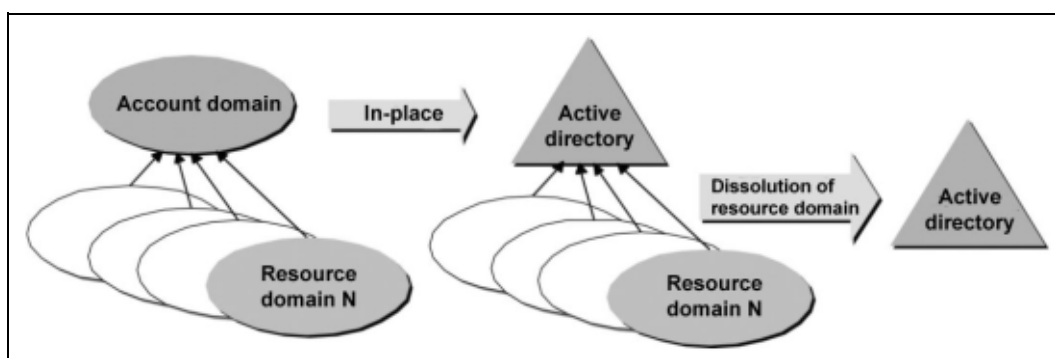 Account domain
In-place
Active
directory
Resource
domain N
Dissolution of
resource domain
Resource
domain N
Active
directory